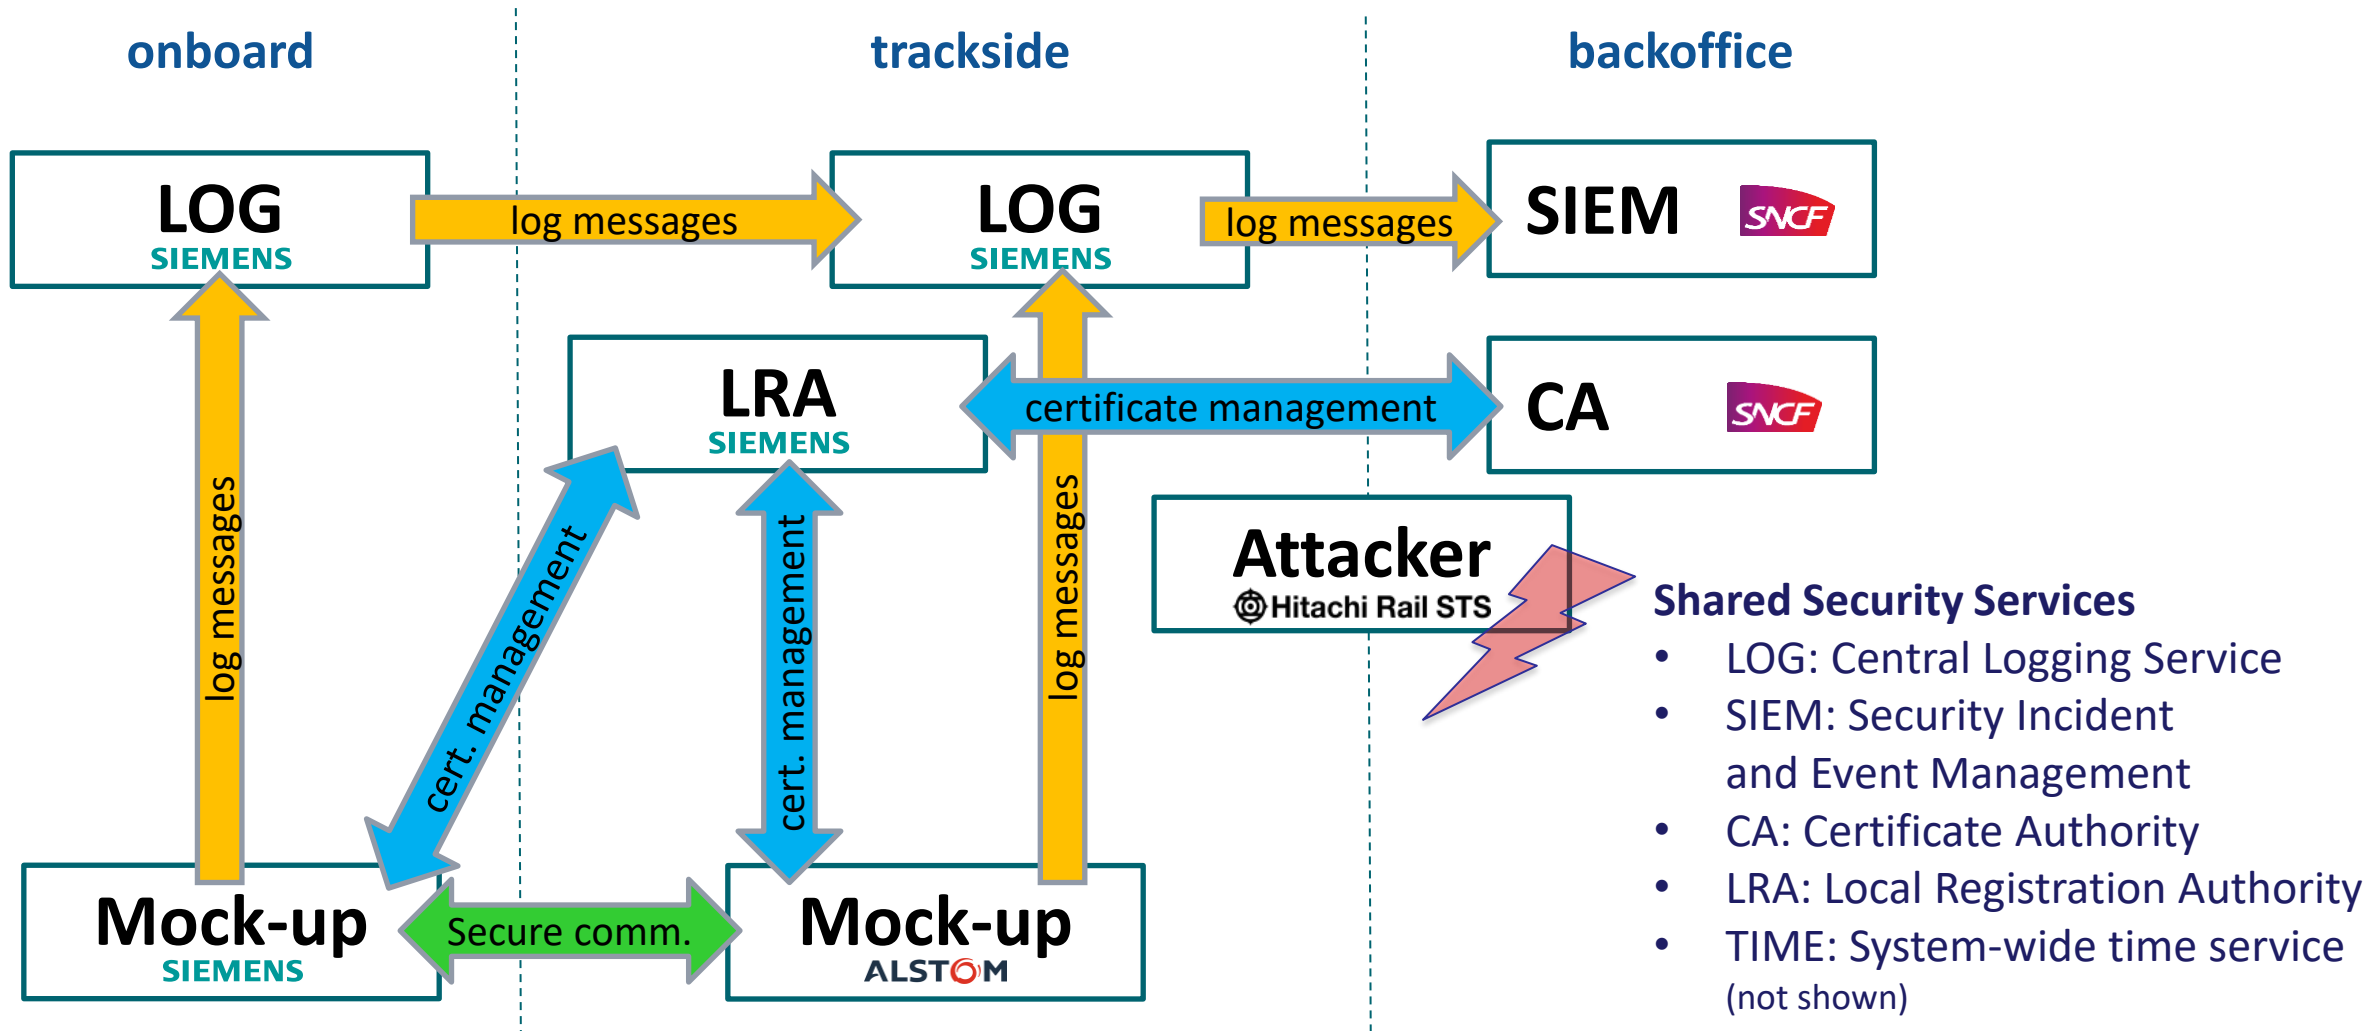 onboard
trackside
backoffice
LOG
SIEMENS
log messages
LOG
SIEMENS
log messages
SIEM
SNCF
LRA
SIEMENS
certificate management
CA
SNCF
log messages
cert. management
cert. management
log messages
Attacker
Hitachi Rail STS
Mock-up
SIEMENS
Secure comm.
Mock-up
ALSTOM
Shared Security Services
• LOG: Central Logging Service
• SIEM: Security Incident
and Event Management
• CA: Certificate Authority
• LRA: Local Registration Authority
• TIME: System-wide time service
(not shown)